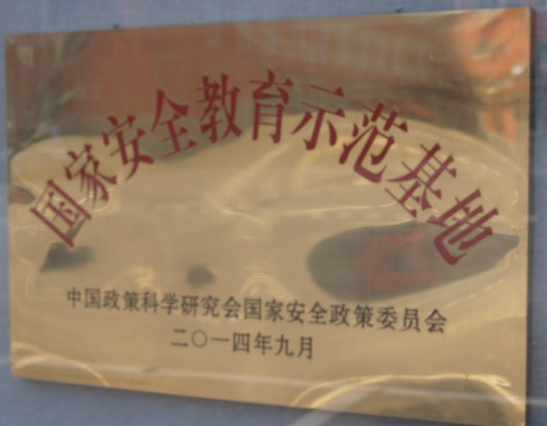 国家安全教育示范基地
中国政策科学研究会国家安全政策委员会
二〇一四年九月